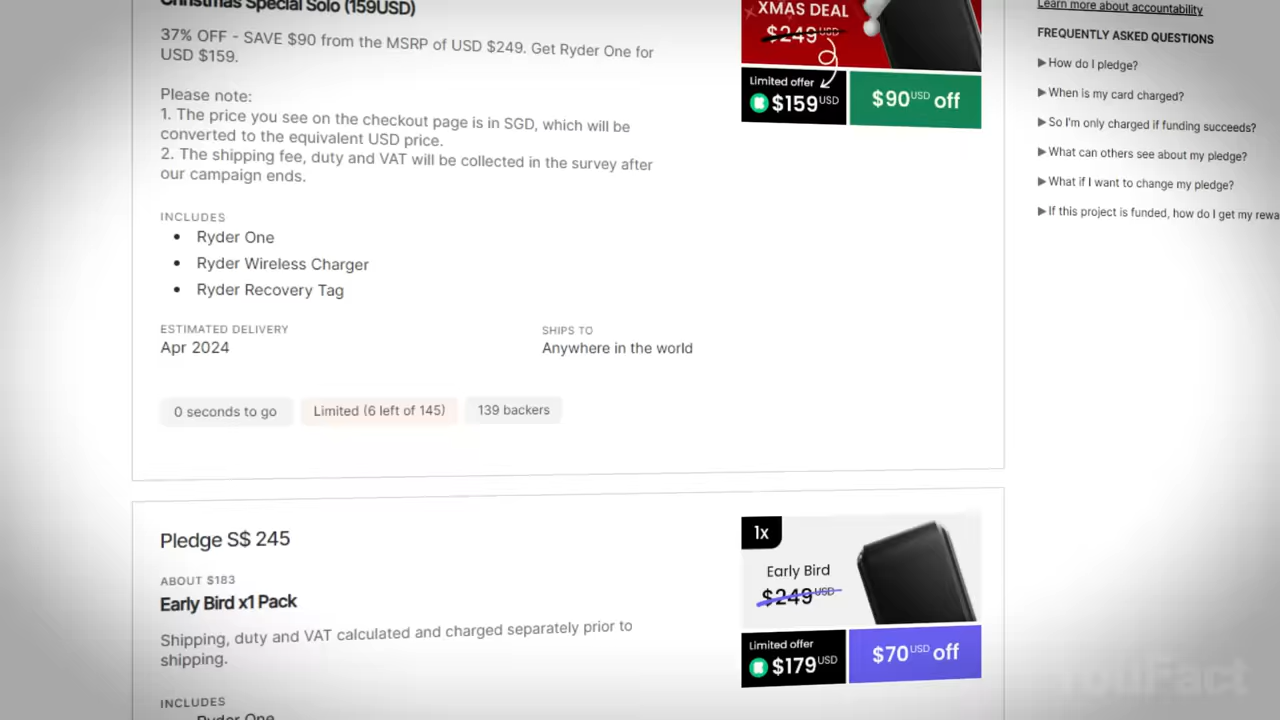 Christmas Special Solo (159USD)
37% OFF - SAVE $90 from the MSRP of USD $249. Get Ryder One for
USD $159.
Please note:
1. The price you see on the checkout page is in SGD, which will be
converted to the equivalent USD price.
2. The shipping fee, duty and VAT will be collected in the survey after
our campaign ends.
INCLUDES
• Ryder One
• Ryder Wireless Charger
• Ryder Recovery Tag
ESTIMATED DELIVERY
Apr 2024
SHIPS TO
Anywhere in the world
0 seconds to go
Limited (6 left of 145)
139 backers
XMAS DEAL
$249 USD
Limited offer
$159 USD
$90 USD off
Learn more about accountability
FREQUENTLY ASKED QUESTIONS
▶ How do I pledge?
▶ When is my card charged?
▶ So I'm only charged if funding succeeds?
▶ What can others see about my pledge?
▶ What if I want to change my pledge?
▶ If this project is funded, how do I get my rewa
Pledge S$ 245
ABOUT $183
Early Bird x1 Pack
Shipping, duty and VAT calculated and charged separately prior to
shipping.
INCLUDES
Ryder One
1x
Early Bird
$249 USD
Limited offer
$179 USD
$70 USD off
YouFact